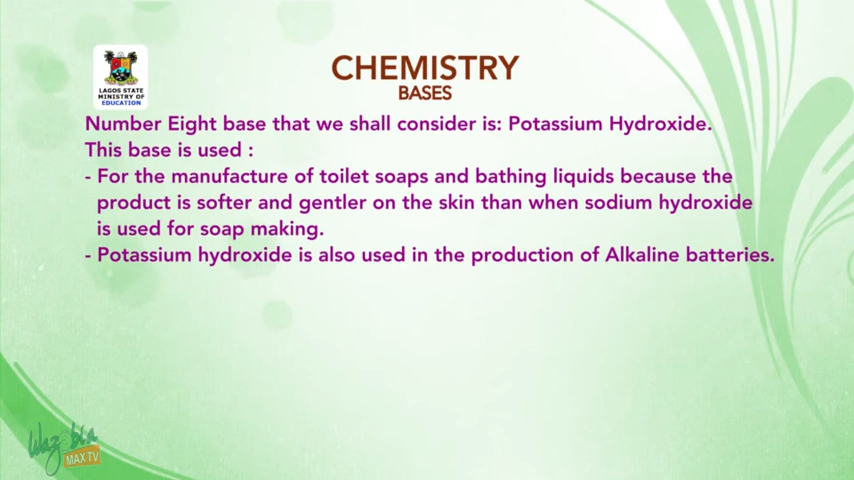 LAGOS STATE
MINISTRY OF
EDUCATION
CHEMISTRY
BASES
Number Eight base that we shall consider is: Potassium Hydroxide.
This base is used :
- For the manufacture of toilet soaps and bathing liquids because the
product is softer and gentler on the skin than when sodium hydroxide
is used for soap making.
- Potassium hydroxide is also used in the production of Alkaline batteries.
Wazobia
MAX TV